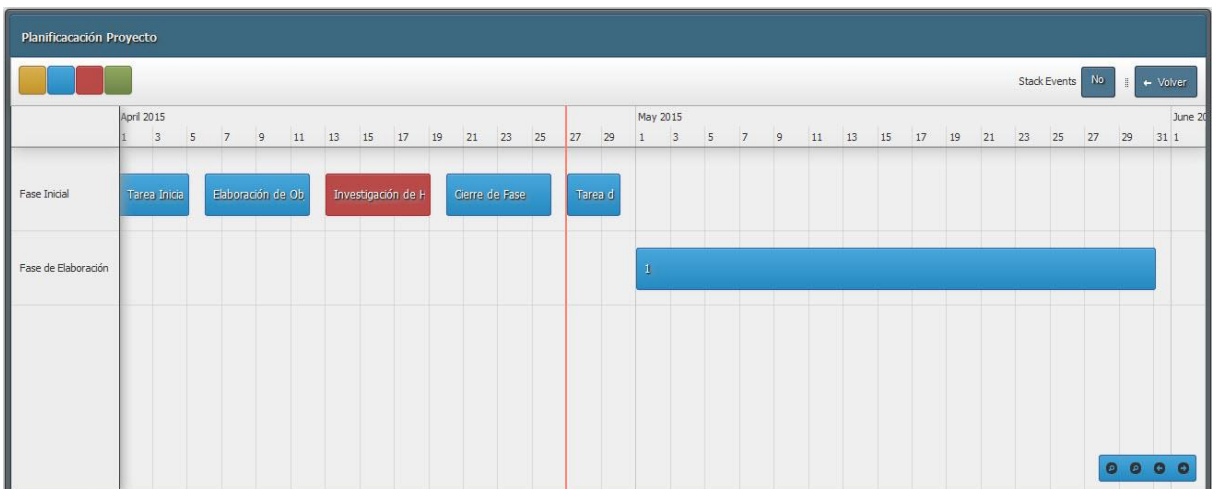 Planificacación Proyecto
Stack Events No ← Volver
April 2015 May 2015 June 20
1 3 5 7 9 11 13 15 17 19 21 23 25 27 29 1 3 5 7 9 11 13 15 17 19 21 23 25 27 29 31 1
Fase Inicial Tarea Inicia Elaboración de Ob Investigación de H Cierre de Fase Tarea d
Fase de Elaboración 1